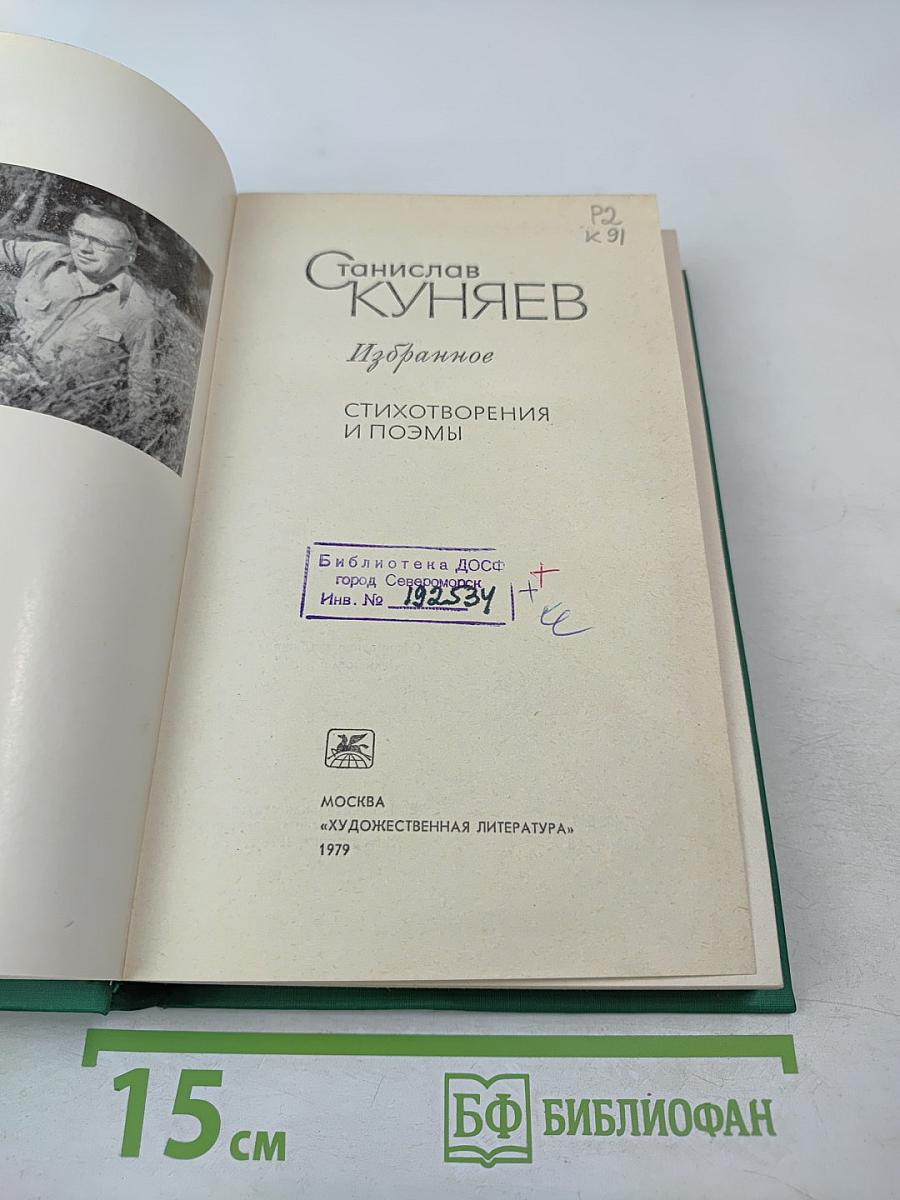 Р2
К 91
Станислав
КУНЯЕВ
Избранное
СТИХОТВОРЕНИЯ
И ПОЭМЫ
Библиотека ДОСФ
город Североморск
Инв. № 192534
МОСКВА
«ХУДОЖЕСТВЕННАЯ ЛИТЕРАТУРА»
1979
15 см
БФ БИБЛИОФАН